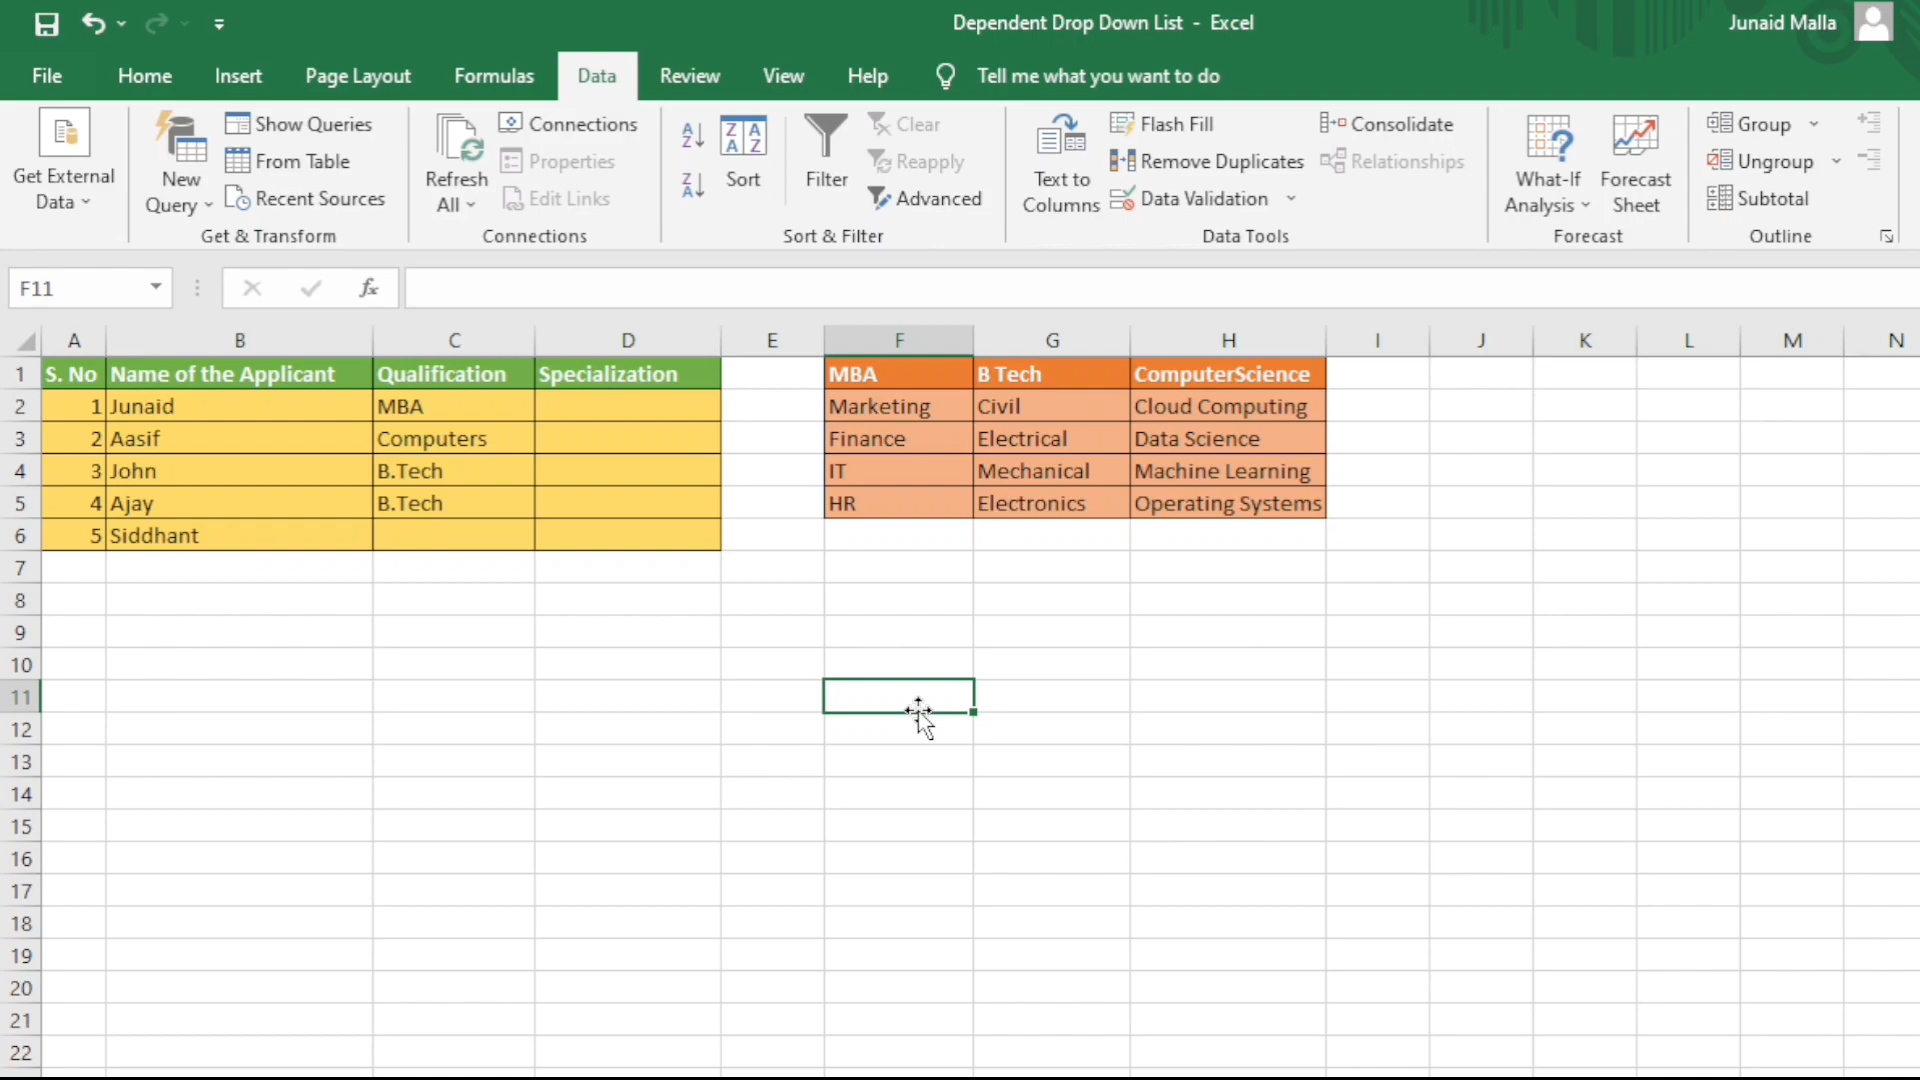 Dependent Drop Down List - Excel
Junaid Malla
File Home Insert Page Layout Formulas Data Review View Help Tell me what you want to do
Get External Data
New Query
Show Queries
From Table
Recent Sources
Get & Transform
Refresh All
Connections
Properties
Edit Links
Connections
Sort
Filter
Clear
Reapply
Advanced
Sort & Filter
Text to Columns
Flash Fill
Remove Duplicates
Data Validation
Consolidate
Relationships
Data Tools
What-If Analysis
Forecast Sheet
Forecast
Group
Ungroup
Subtotal
Outline
F11 fx
A B C D E F G H I J K L M N
1 S. No Name of the Applicant Qualification Specialization MBA B Tech ComputerScience
2 1 Junaid MBA Marketing Civil Cloud Computing
3 2 Aasif Computers Finance Electrical Data Science
4 3 John B.Tech IT Mechanical Machine Learning
5 4 Ajay B.Tech HR Electronics Operating Systems
6 5 Siddhant
7
8
9
10
11
12
13
14
15
16
17
18
19
20
21
22